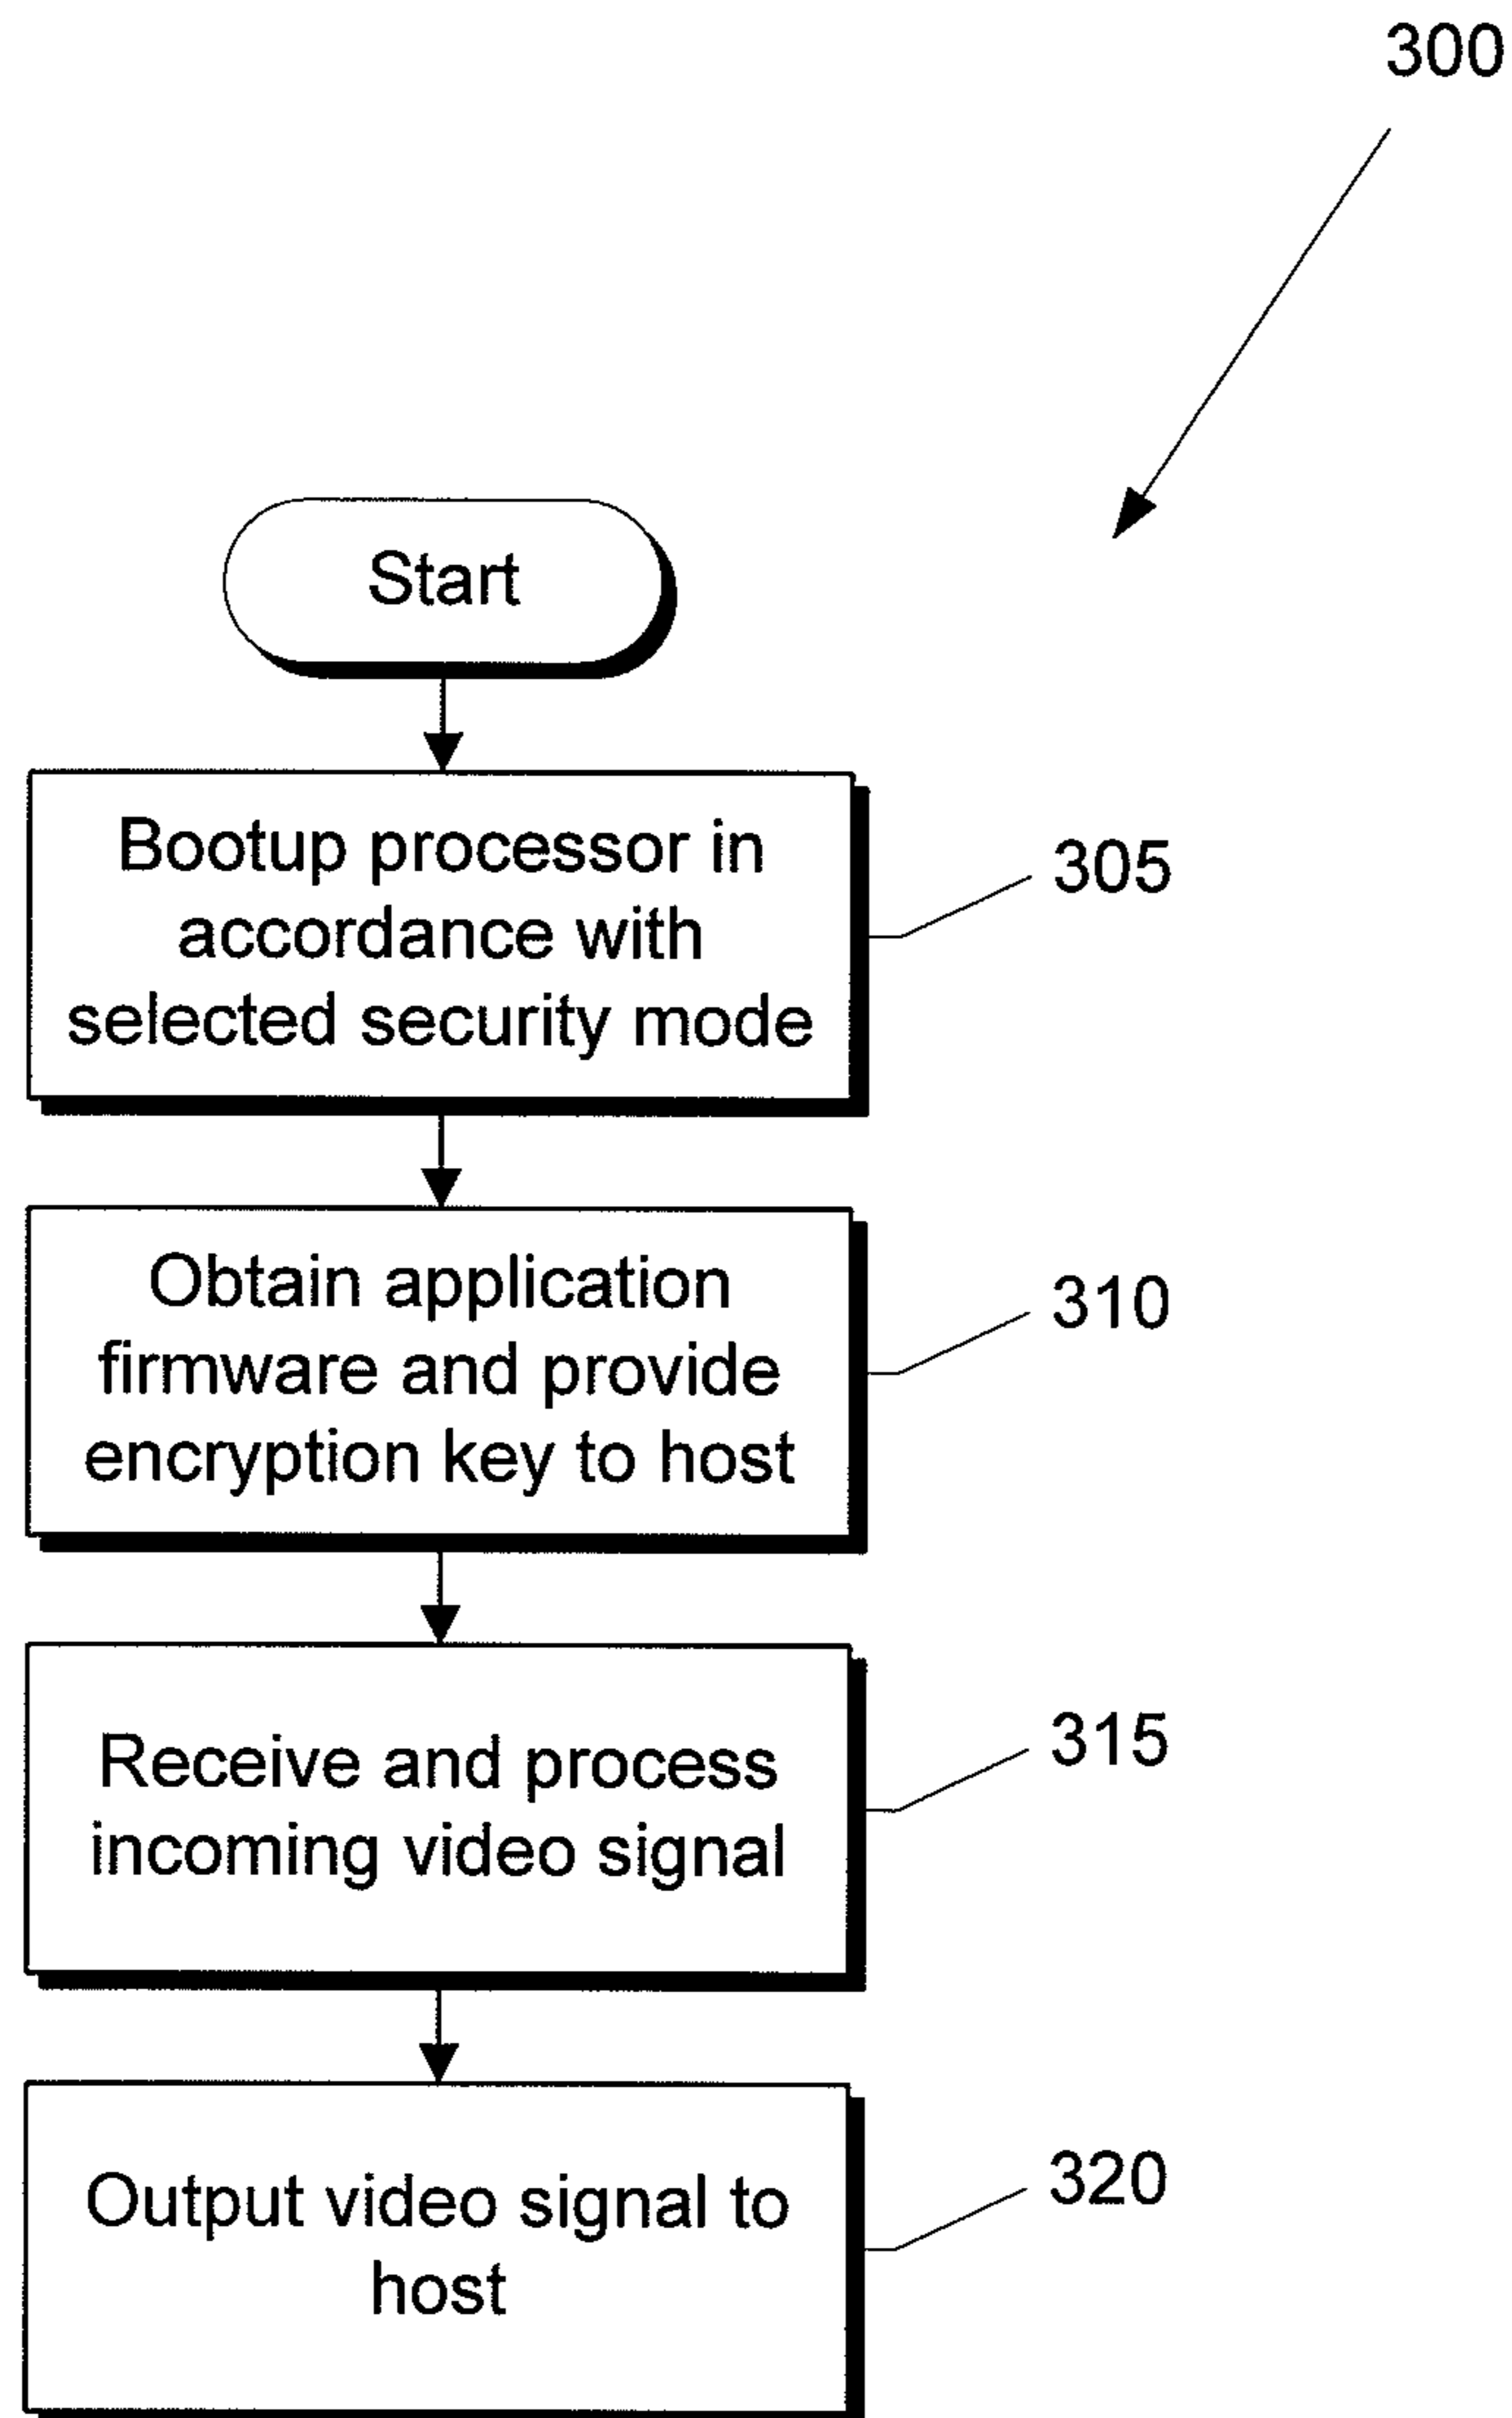 300
Start
Bootup processor in
accordance with
selected security mode
305
Obtain application
firmware and provide
encryption key to host
310
Receive and process
incoming video signal
315
Output video signal to
host
320